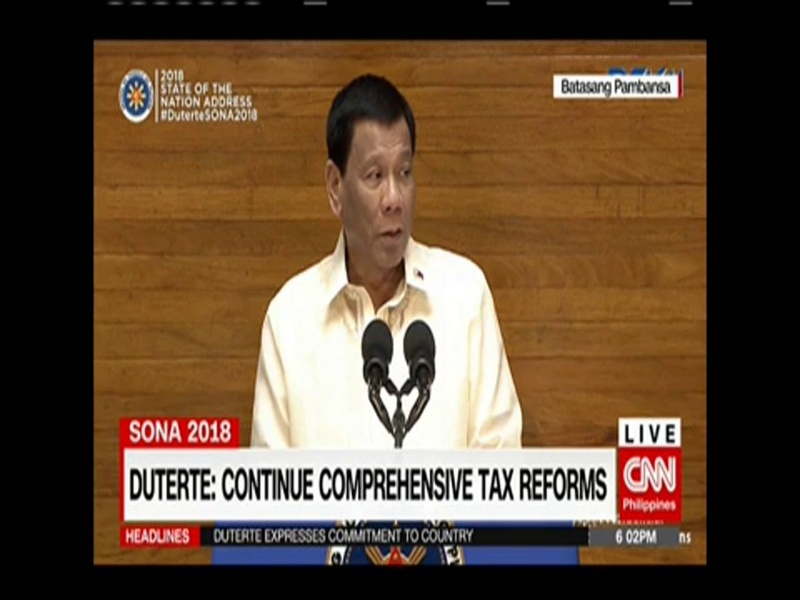 2018
STATE OF THE
NATION ADDRESS
#DuterteSONA2018
Batasang Pambansa
SONA 2018
LIVE
DUTERTE: CONTINUE COMPREHENSIVE TAX REFORMS
CNN
Philippines
HEADLINES DUTERTE EXPRESSES COMMITMENT TO COUNTRY 6 02PM ns